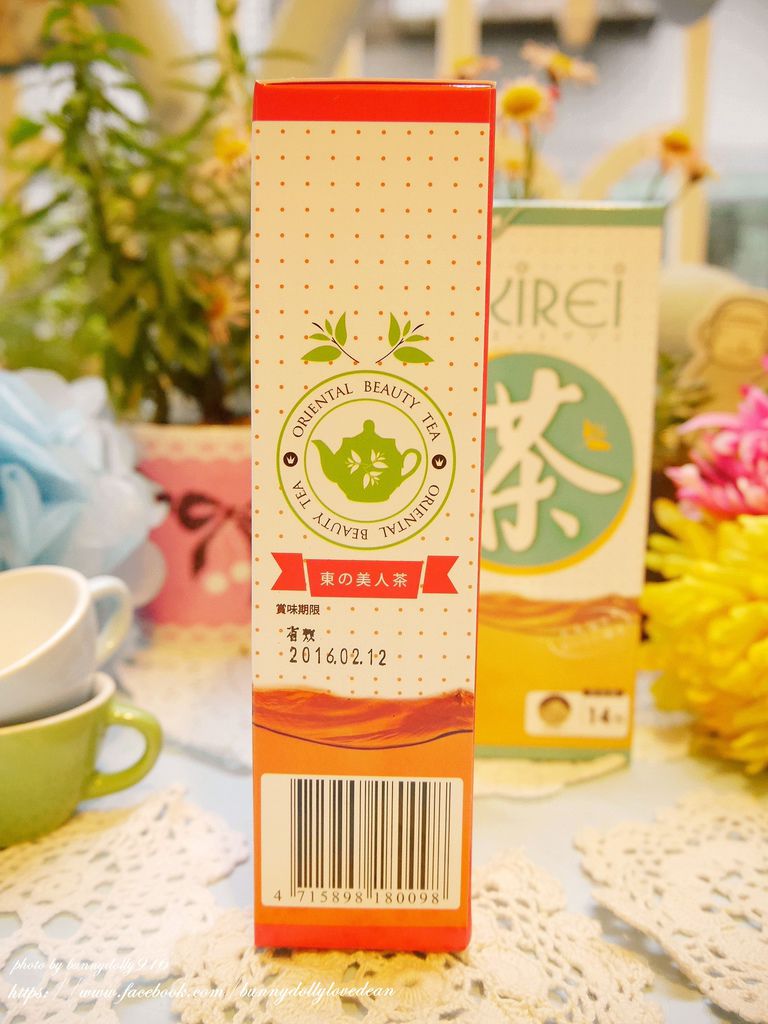 ORIENTAL BEAUTY TEA
ORIENTAL BEAUTY TEA
東の美人茶
賞味期限
有效
2016.02.12
4 715898 180098
KIREI
茶
14
photo by bunnydolly916
https://www.facebook.com/bunnydollylovedean